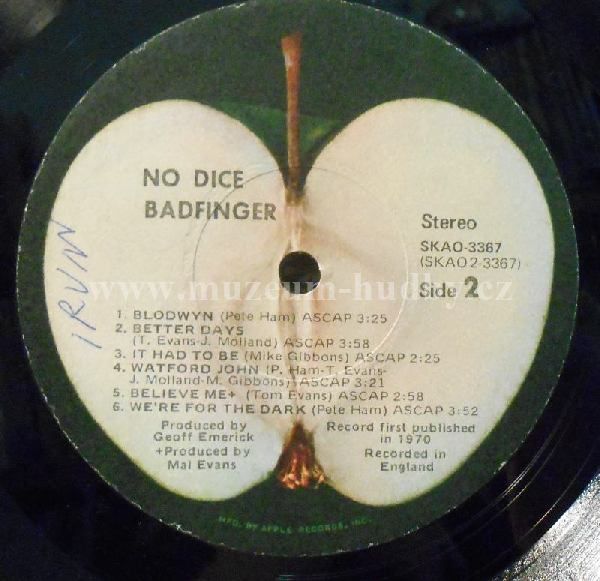 NO DICE
BADFINGER
IRVIN
Stereo
SKAO-3367
(SKAO 2-3367)
Side 2
www.muzeum-hudby.cz
1. BLODWYN (Pete Ham) ASCAP 3:25
2. BETTER DAYS
(T. Evans-J. Molland) ASCAP 3:58
3. IT HAD TO BE (Mike Gibbons) ASCAP 2:25
4. WATFORD JOHN (P. Ham-T. Evans-
J. Molland-M. Gibbons) ASCAP 3:21
5. BELIEVE ME+ (Tom Evans) ASCAP 2:58
6. WE'RE FOR THE DARK (Pete Ham) ASCAP 3:52
Produced by
Geoff Emerick
+Produced by
Mal Evans
Record first published
in 1970
Recorded in
England
MFD. BY APPLE RECORDS, INC.